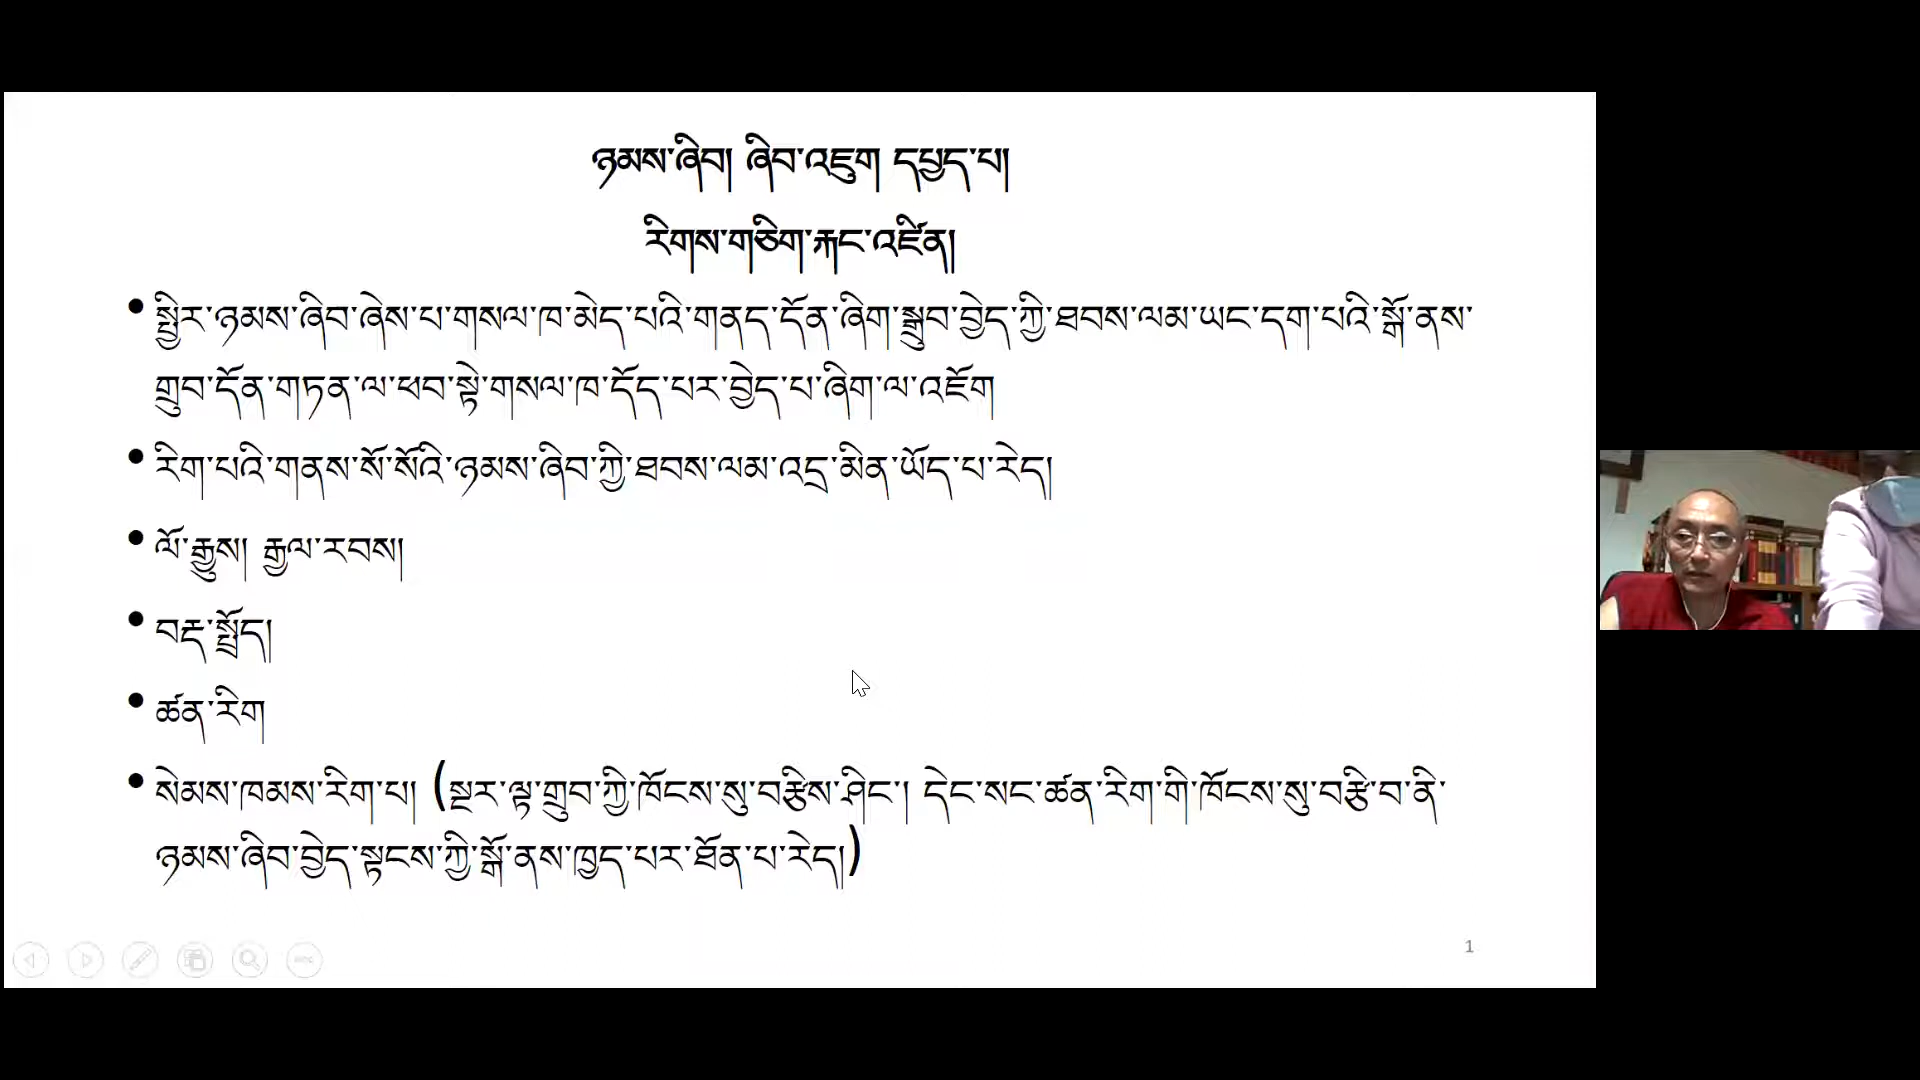 ཉམས་ཞིབ། ཞིབ་འཇུག དཔྱད་པ།
རིགས་གཅིག་རྐང་འཛིན།
• སྤྱིར་ཉམས་ཞིབ་ཞེས་པ་གསལ་ཁ་མེད་པའི་གནད་དོན་ཞིག་སྒྲུབ་བྱེད་ཀྱི་ཐབས་ལམ་ཡང་དག་པའི་སྒོ་ནས་
གྲུབ་དོན་གཏན་ལ་ཕབ་སྟེ་གསལ་ཁ་དོད་པར་བྱེད་པ་ཞིག་ལ་འཇོག
• རིག་པའི་གནས་སོ་སོའི་ཉམས་ཞིབ་ཀྱི་ཐབས་ལམ་འདྲ་མིན་ཡོད་པ་རེད།
• ལོ་རྒྱུས། རྒྱལ་རབས།
• བརྡ་སྤྲོད།
• ཚན་རིག
• སེམས་ཁམས་རིག་པ། (སྔར་ལྟ་གྲུབ་ཀྱི་ཁོངས་སུ་བརྩིས་ཤིང་། དེང་སང་ཚན་རིག་གི་ཁོངས་སུ་བརྩི་བ་ནི་
ཉམས་ཞིབ་བྱེད་སྟངས་ཀྱི་སྒོ་ནས་ཁྱད་པར་ཐོན་པ་རེད།)
1